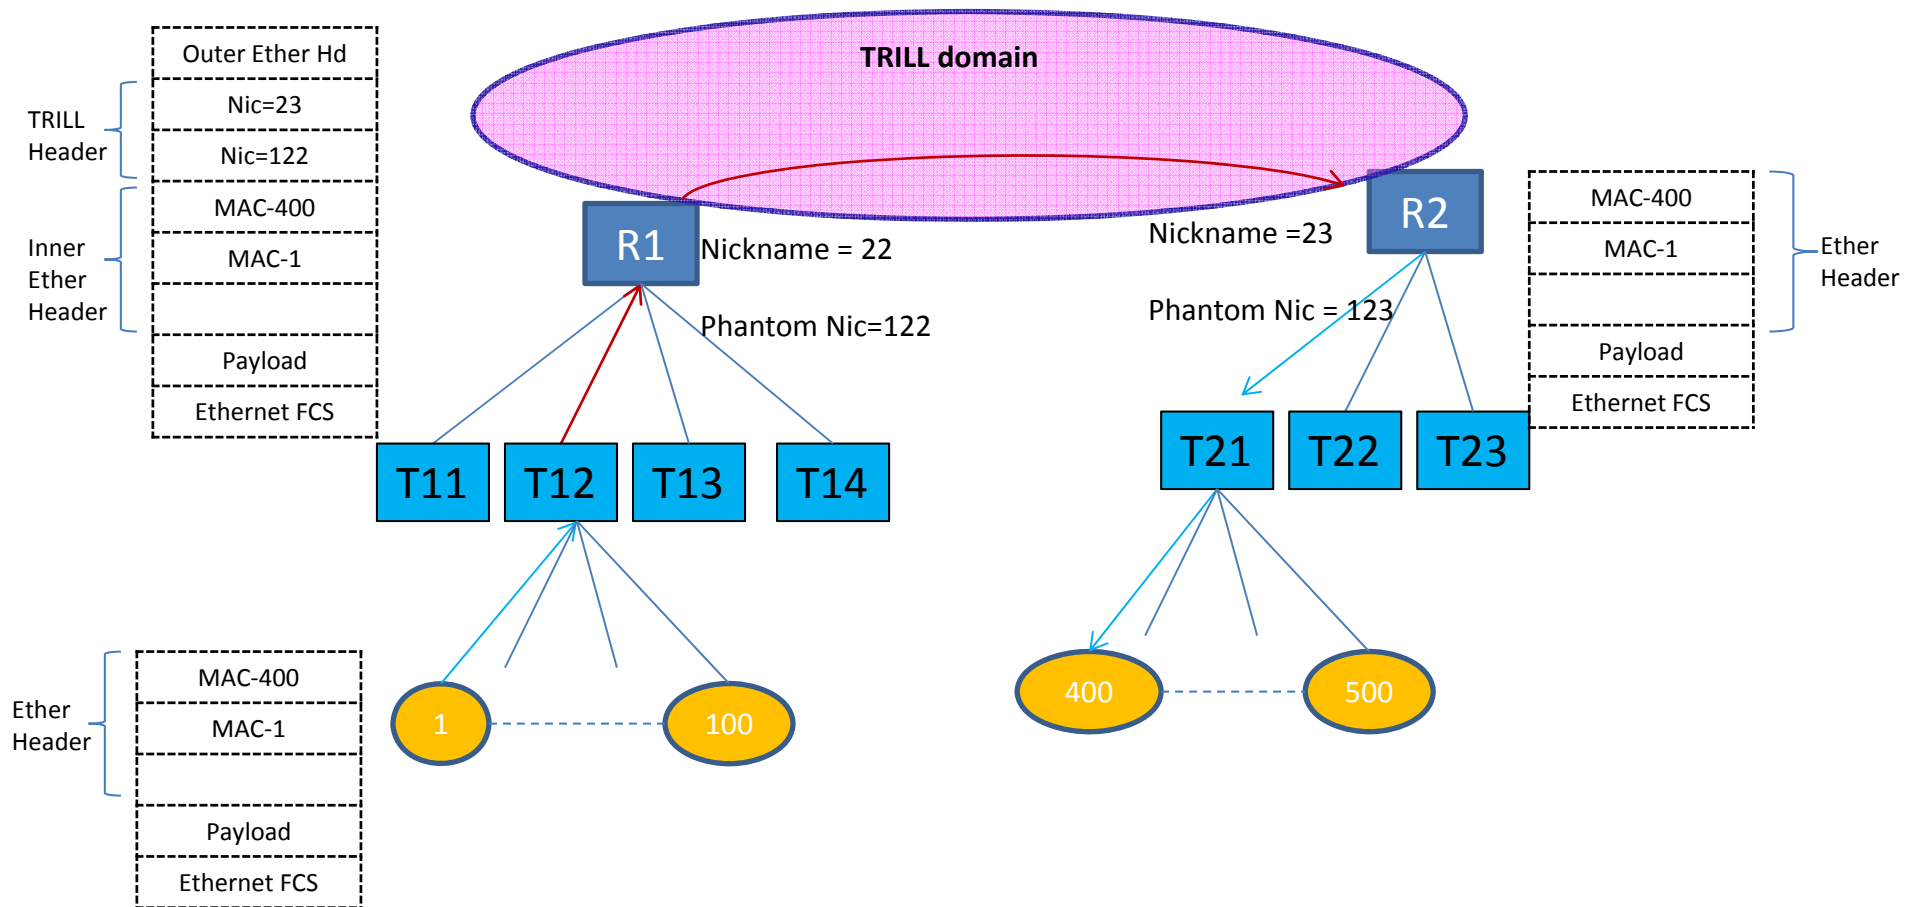 TRILL domain
Outer Ether Hd
Nic=23
Nic=122
MAC-400
MAC-1
Payload
Ethernet FCS
TRILL
Header
Inner
Ether
Header
R1
Nickname = 22
Phantom Nic=122
R2
Nickname =23
Phantom Nic = 123
MAC-400
MAC-1
Payload
Ethernet FCS
Ether
Header
T11
T12
T13
T14
T21
T22
T23
MAC-400
MAC-1
Payload
Ethernet FCS
Ether
Header
1
100
400
500